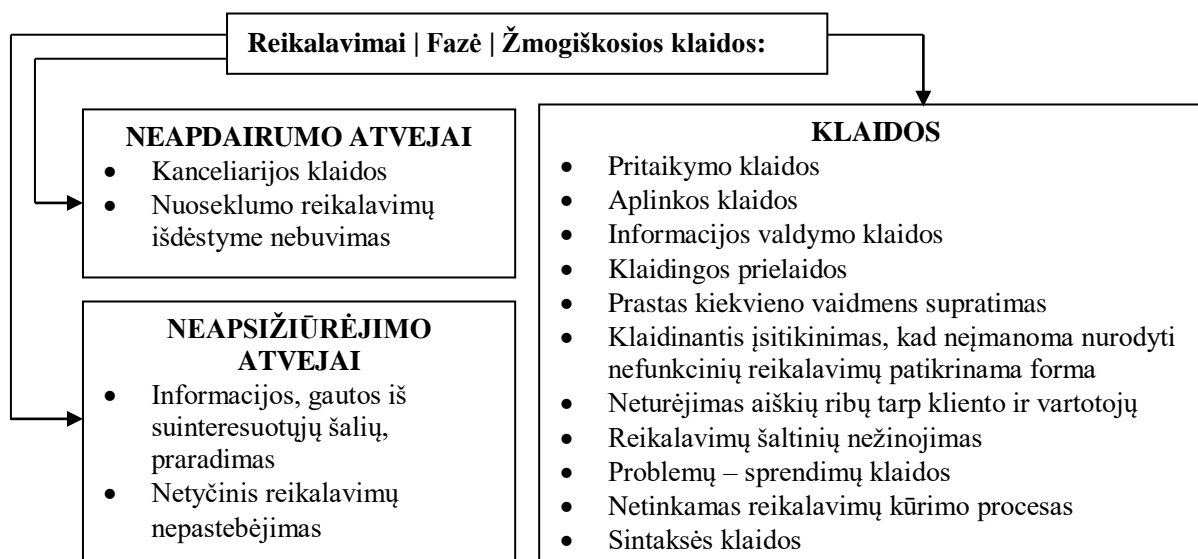 Reikalavimai | Fazė | Žmogiškosios klaidos:
NEAPDAIRUMO ATVEJAI
• Kanceliarijos klaidos
• Nuoseklumo reikalavimų
išdėstyme nebuvimas
NEAPSIŽIŪRĖJIMO
ATVEJAI
• Informacijos, gautos iš
suinteresuotųjų šalių,
praradimas
• Netyčinis reikalavimų
nepastebėjimas
KLAIDOS
• Pritaikymo klaidos
• Aplinkos klaidos
• Informacijos valdymo klaidos
• Klaidingos prielaidos
• Prastas kiekvieno vaidmens supratimas
• Klaidinantis įsitikinimas, kad neįmanoma nurodyti
nefunkcinių reikalavimų patikrinama forma
• Neturėjimas aiškių ribų tarp kliento ir vartotojų
• Reikalavimų šaltinių nežinojimas
• Problemų – sprendimų klaidos
• Netinkamas reikalavimų kūrimo procesas
• Sintaksės klaidos